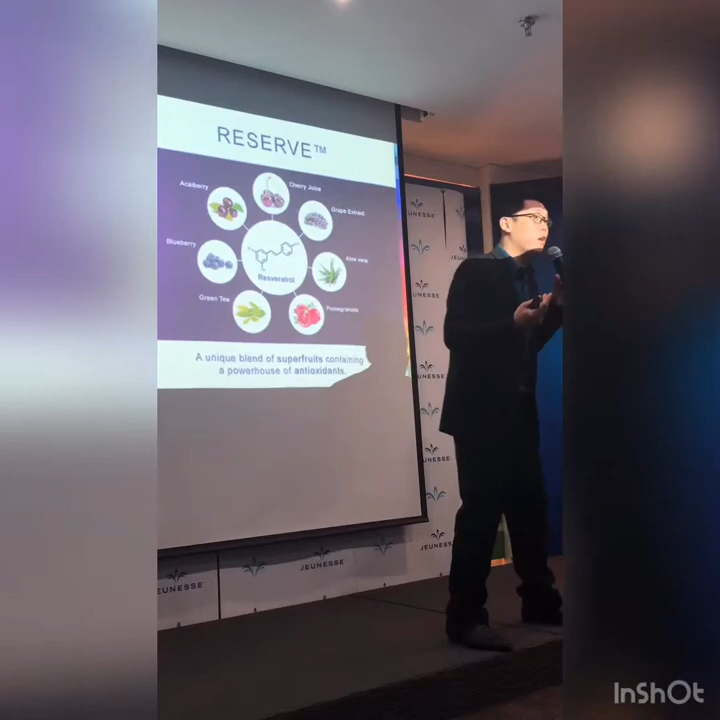 RESERVE™
Acaiberry
Cherry Juice
Grape Extract
Blueberry
Aloe vera
Resveratrol
Green Tea
Pomegranate
A unique blend of superfruits containing
a powerhouse of antioxidants.
JEUNESSE
JEUNESSE
JEUNESSE
JEUNESSE
JEUNESSE
JEUNESSE
JEUNESSE
InShOt